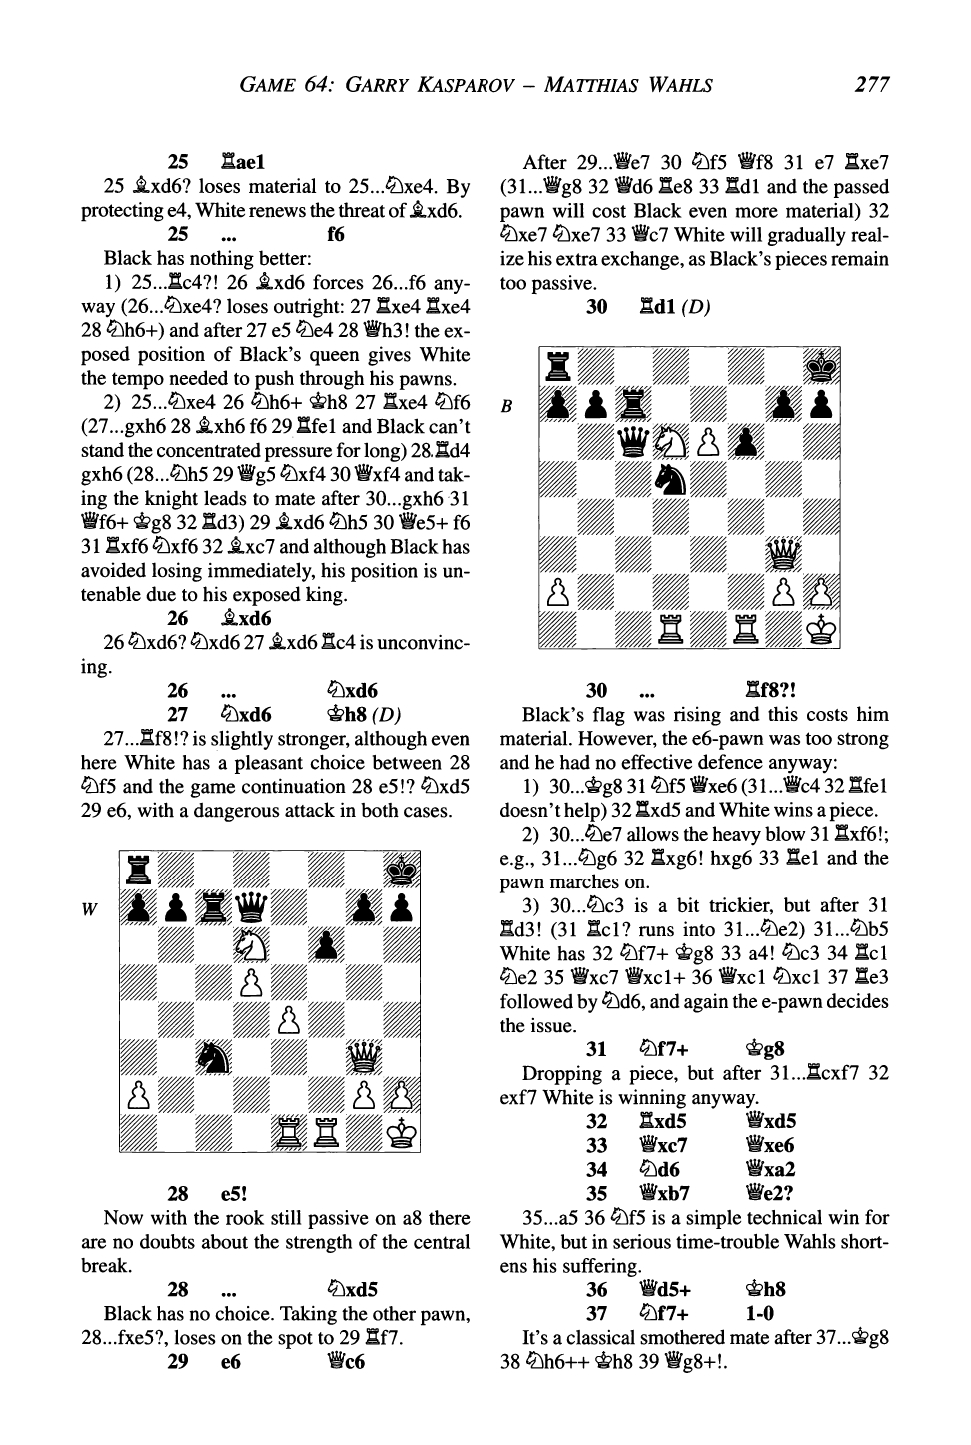 GAME 64: GARRY KASPAROV – MATTHIAS WAHLS 277
25 ♖ae1
25 ♗xd6? loses material to 25...♘xe4. By
protecting e4, White renews the threat of ♗xd6.
25 ... f6
Black has nothing better:
1) 25...♖c4?! 26 ♗xd6 forces 26...f6 any-
way (26...♘xe4? loses outright: 27 ♖xe4 ♖xe4
28 ♘h6+) and after 27 e5 ♘e4 28 ♕h3! the ex-
posed position of Black's queen gives White
the tempo needed to push through his pawns.
2) 25...♘xe4 26 ♘h6+ ♔h8 27 ♖xe4 ♘f6
(27...gxh6 28 ♗xh6 f6 29 ♖fe1 and Black can't
stand the concentrated pressure for long) 28.♖d4
gxh6 (28...♘h5 29 ♕g5 ♘xf4 30 ♕xf4 and tak-
ing the knight leads to mate after 30...gxh6 31
♕f6+ ♔g8 32 ♖d3) 29 ♗xd6 ♘h5 30 ♕e5+ f6
31 ♖xf6 ♘xf6 32 ♗xc7 and although Black has
avoided losing immediately, his position is un-
tenable due to his exposed king.
26 ♗xd6
26 ♘xd6? ♘xd6 27 ♗xd6 ♖c4 is unconvinc-
ing.
26 ... ♘xd6
27 ♘xd6 ♔h8 (D)
27...♖f8!? is slightly stronger, although even
here White has a pleasant choice between 28
♘f5 and the game continuation 28 e5!? ♘xd5
29 e6, with a dangerous attack in both cases.
W
28 e5!
Now with the rook still passive on a8 there
are no doubts about the strength of the central
break.
28 ... ♘xd5
Black has no choice. Taking the other pawn,
28...fxe5?, loses on the spot to 29 ♖f7.
29 e6 ♕c6
After 29...♕e7 30 ♘f5 ♕f8 31 e7 ♖xe7
(31...♕g8 32 ♕d6 ♖e8 33 ♖d1 and the passed
pawn will cost Black even more material) 32
♘xe7 ♘xe7 33 ♕c7 White will gradually real-
ize his extra exchange, as Black's pieces remain
too passive.
30 ♖d1 (D)
B
30 ... ♖f8?!
Black's flag was rising and this costs him
material. However, the e6-pawn was too strong
and he had no effective defence anyway:
1) 30...♔g8 31 ♘f5 ♕xe6 (31...♕c4 32 ♖fe1
doesn't help) 32 ♖xd5 and White wins a piece.
2) 30...♘e7 allows the heavy blow 31 ♖xf6!;
e.g., 31...♘g6 32 ♖xg6! hxg6 33 ♖e1 and the
pawn marches on.
3) 30...♘c3 is a bit trickier, but after 31
♖d3! (31 ♖c1? runs into 31...♘e2) 31...♘b5
White has 32 ♘f7+ ♔g8 33 a4! ♘c3 34 ♖c1
♘e2 35 ♕xc7 ♕xc1+ 36 ♕xc1 ♘xc1 37 ♖e3
followed by ♘d6, and again the e-pawn decides
the issue.
31 ♘f7+ ♔g8
Dropping a piece, but after 31...♖cxf7 32
exf7 White is winning anyway.
32 ♖xd5 ♕xd5
33 ♕xc7 ♕xe6
34 ♘d6 ♕xa2
35 ♕xb7 ♕e2?
35...a5 36 ♘f5 is a simple technical win for
White, but in serious time-trouble Wahls short-
ens his suffering.
36 ♕d5+ ♔h8
37 ♘f7+ 1-0
It's a classical smothered mate after 37...♔g8
38 ♘h6++ ♔h8 39 ♕g8+!.